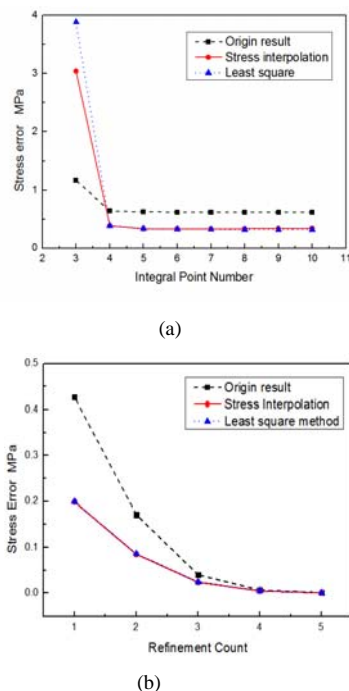 4
3
2
1
0
Stress error MPa
Origin result
Stress interpolation
Least square
2 3 4 5 6 7 8 9 10 11
Integral Point Number
(a)
0.5
0.4
0.3
0.2
0.1
0.0
Stress Error MPa
Origin result
Stress Interpolation
Least square method
1 2 3 4 5
Refinement Count
(b)